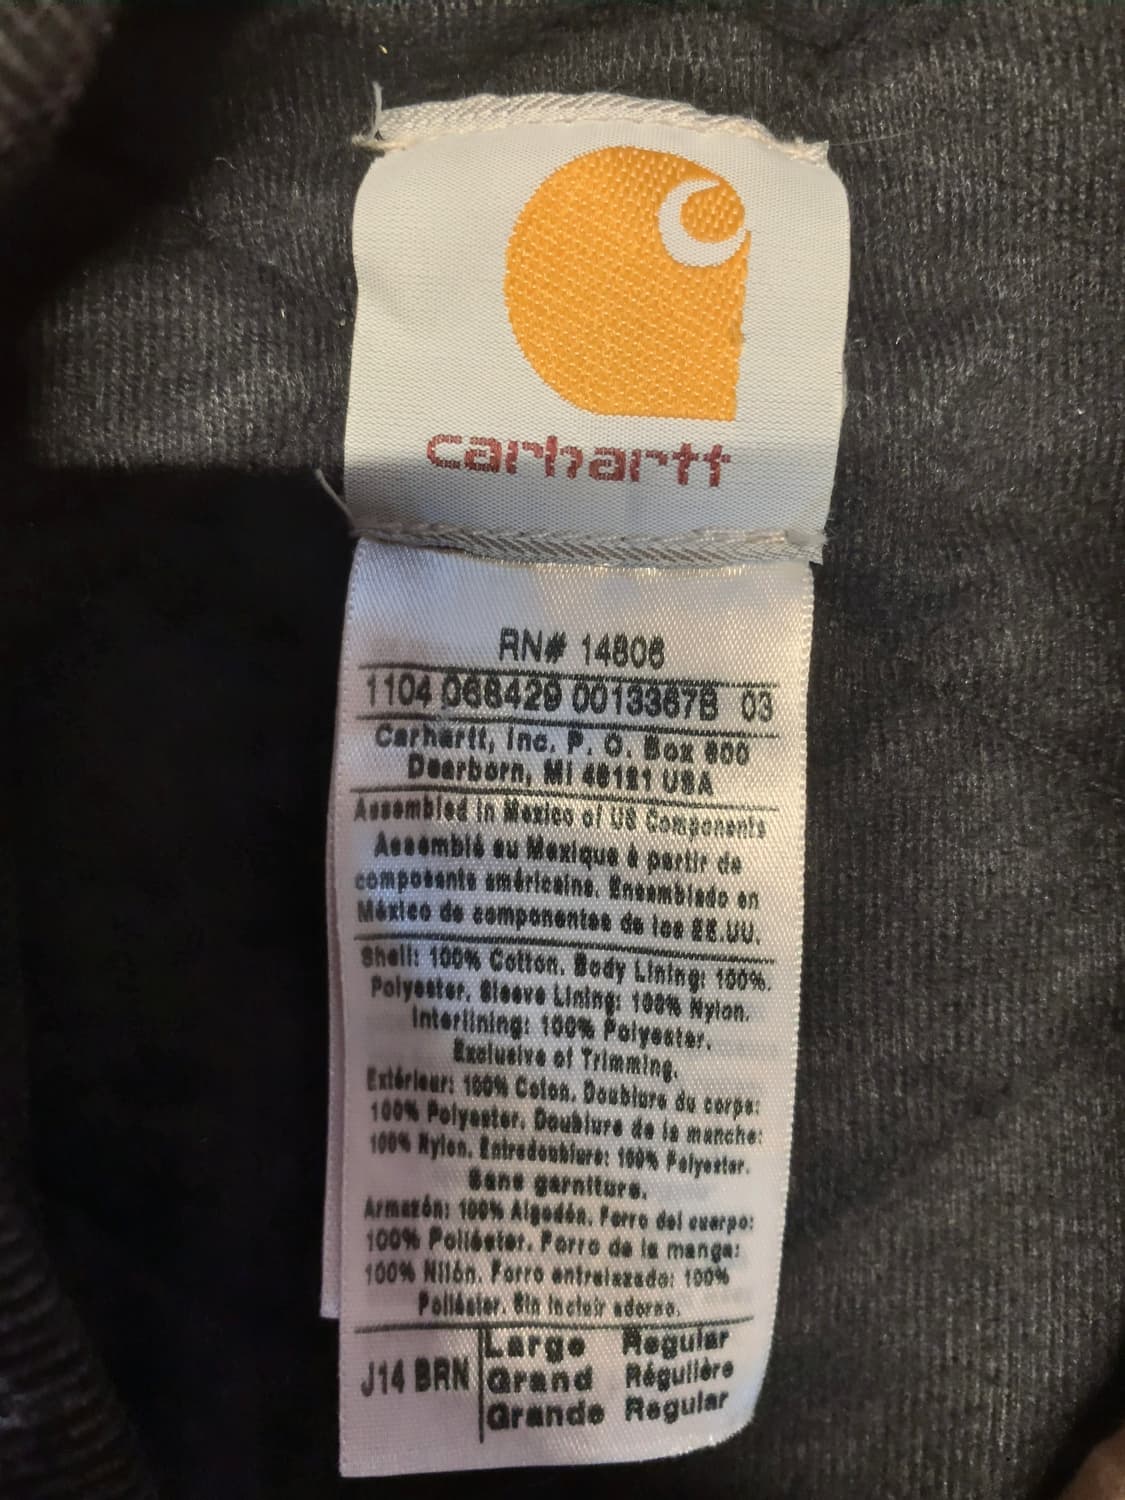 carhartt
RN# 14806
1104 068429 0013367B 03
Carhartt, Inc. P. O. Box 600
Dearborn, MI 48121 USA
Assembled in Mexico of US Components
Assemblé au Mexique à partir de
composants américains. Ensamblado en
México de componentes de los EE.UU.
Shell: 100% Cotton. Body Lining: 100%.
Polyester. Sleeve Lining: 100% Nylon.
Interlining: 100% Polyester.
Exclusive of Trimming.
Extérieur: 100% Coton. Doublure du corps:
100% Polyester. Doublure de la manche:
100% Nylon. Entredoublure: 100% Polyester.
Sans garniture.
Armazón: 100% Algodón. Forro del cuerpo:
100% Poliéster. Forro de la manga:
100% Nilón. Forro entrelazado: 100%
Poliéster. Sin incluir adorno.
J14 BRN
Large Regular
Grand Régulière
Grande Regular